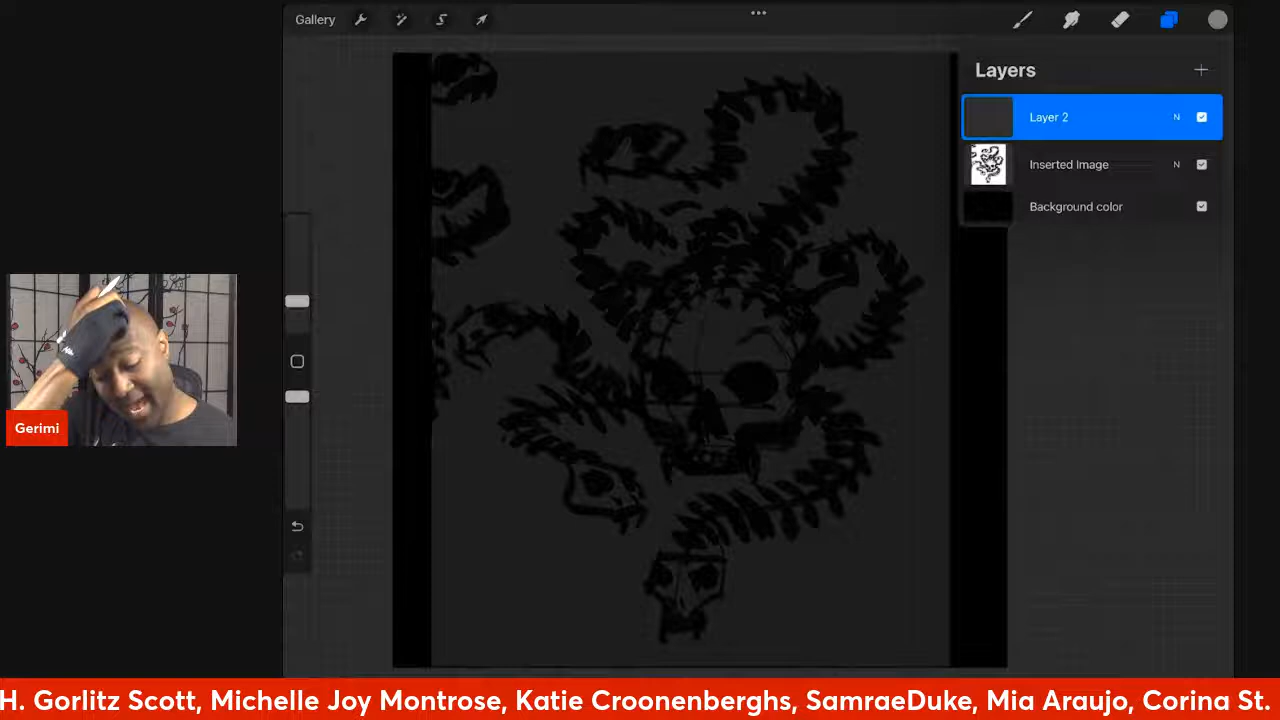 Gallery
Layers
Layer 2 N
Inserted Image N
Background color
Gerimi
H. Gorlitz Scott, Michelle Joy Montrose, Katie Croonenberghs, SamraeDuke, Mia Araujo, Corina St.